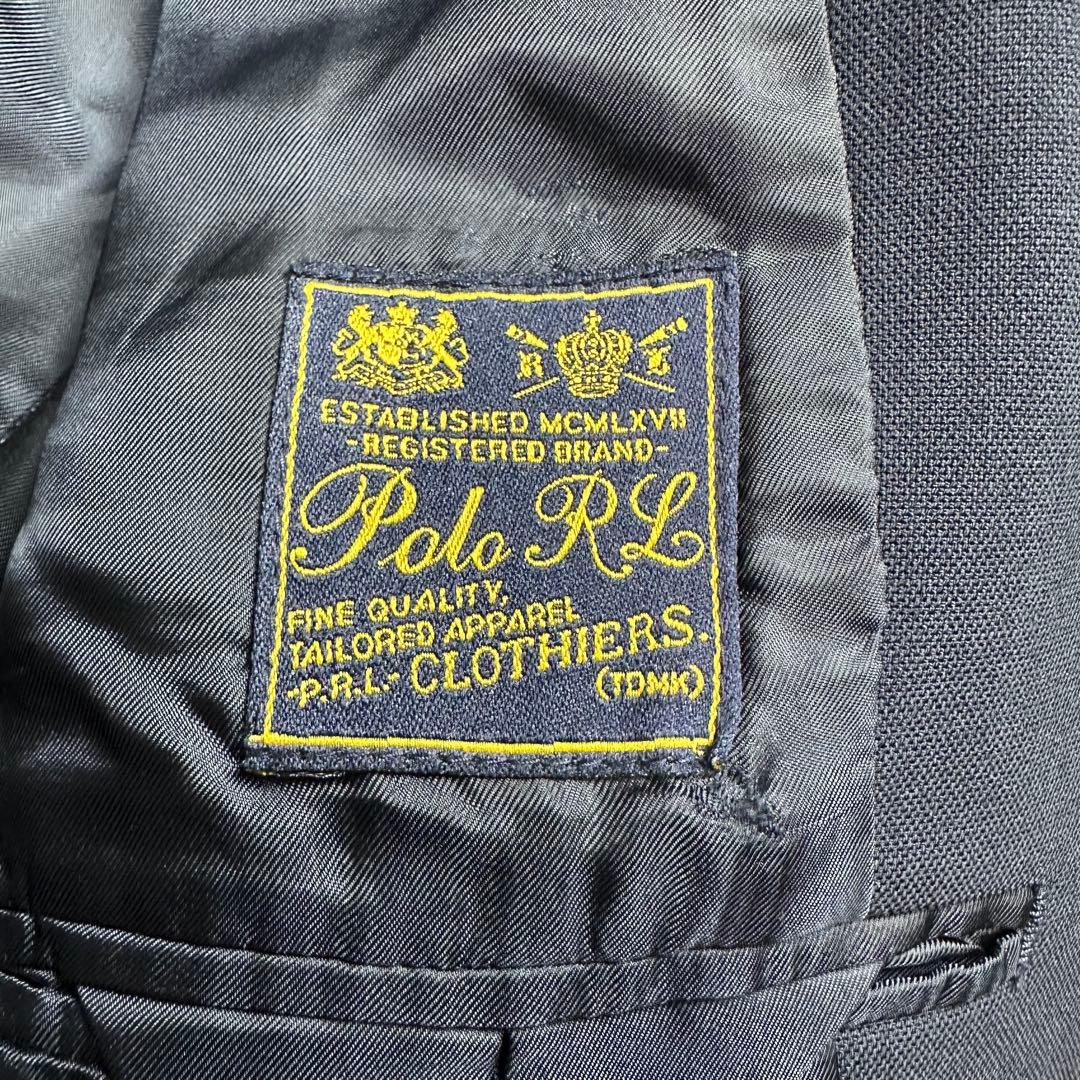 R L
ESTABLISHED MCMLXVII
-REGISTERED BRAND-
Polo RL
FINE QUALITY,
TAILORED APPAREL
-P.R.L.- CLOTHIERS.
(TDMK)